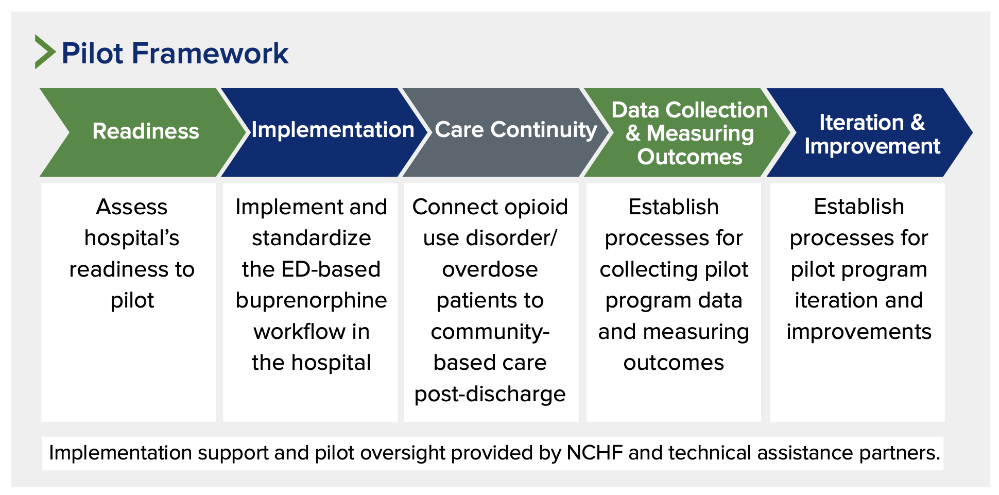 Pilot Framework
Readiness
Implementation
Care Continuity
Data Collection
& Measuring
Outcomes
Iteration &
Improvement
Assess
hospital’s
readiness to
pilot
Implement and
standardize
the ED-based
buprenorphine
workflow in
the hospital
Connect opioid
use disorder/
overdose
patients to
community-
based care
post-discharge
Establish
processes for
collecting pilot
program data
and measuring
outcomes
Establish
processes for
pilot program
iteration and
improvements
Implementation support and pilot oversight provided by NCHF and technical assistance partners.